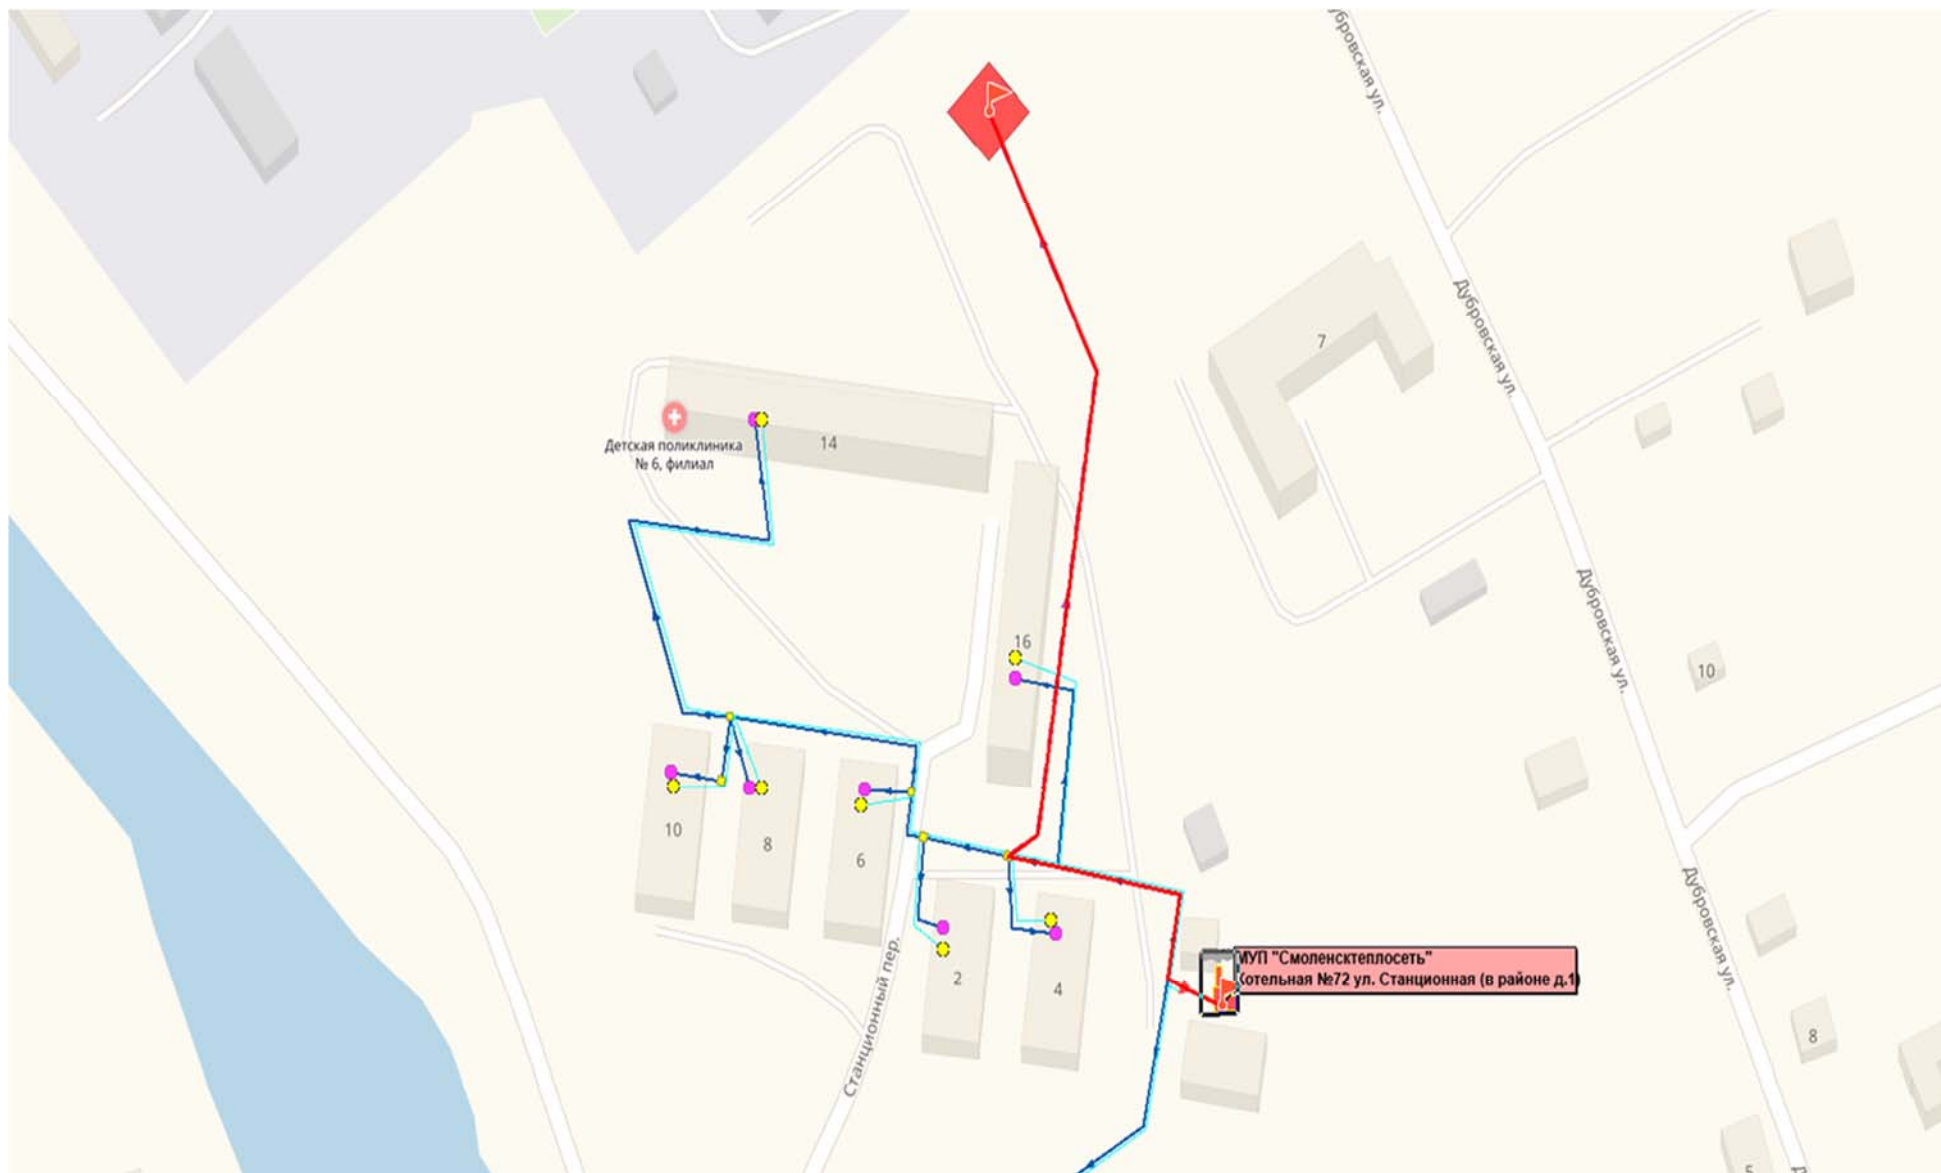 Дубровская ул.
7
Дубровская ул.
14
Детская поликлиника
№ 6, филиал
16
Дубровская ул.
10
10
8
6
Дубровская ул.
2
4
МУП "Смоленсктеплосеть"
Котельная №72 ул. Станционная (в районе д.1)
Станционный пер.
8
5